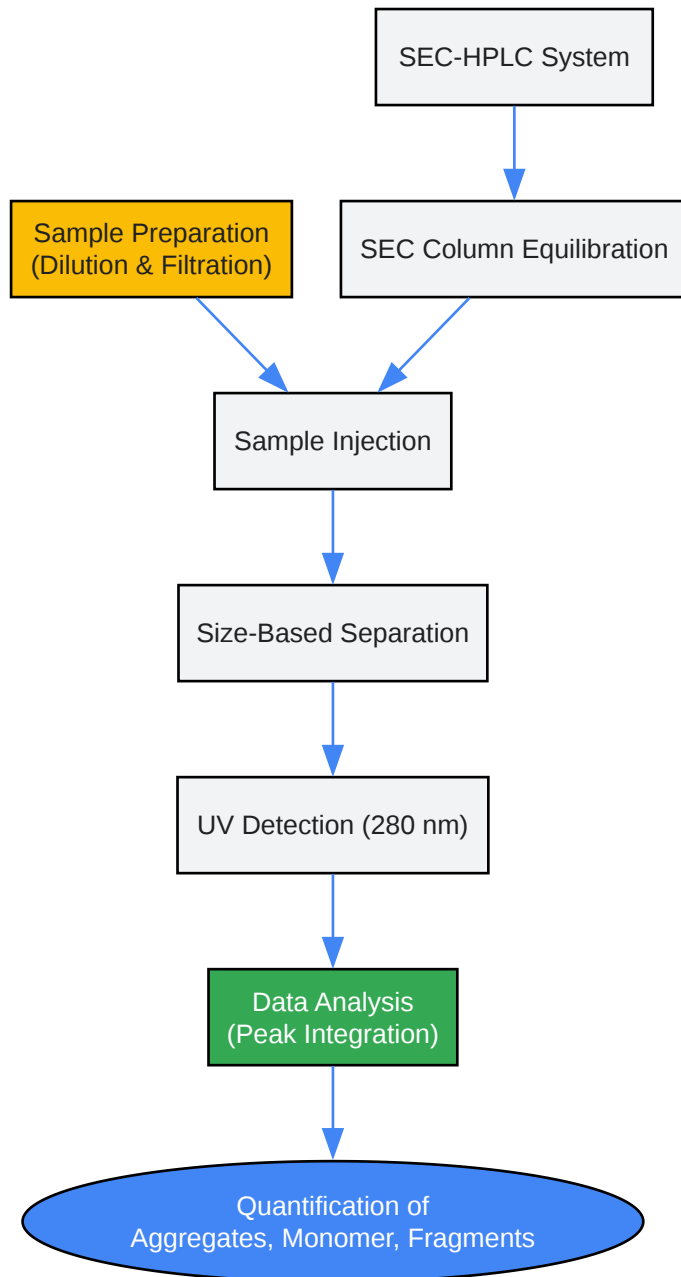 SEC-HPLC System
Sample Preparation
(Dilution & Filtration)
SEC Column Equilibration
Sample Injection
Size-Based Separation
UV Detection (280 nm)
Data Analysis
(Peak Integration)
Quantification of
Aggregates, Monomer, Fragments